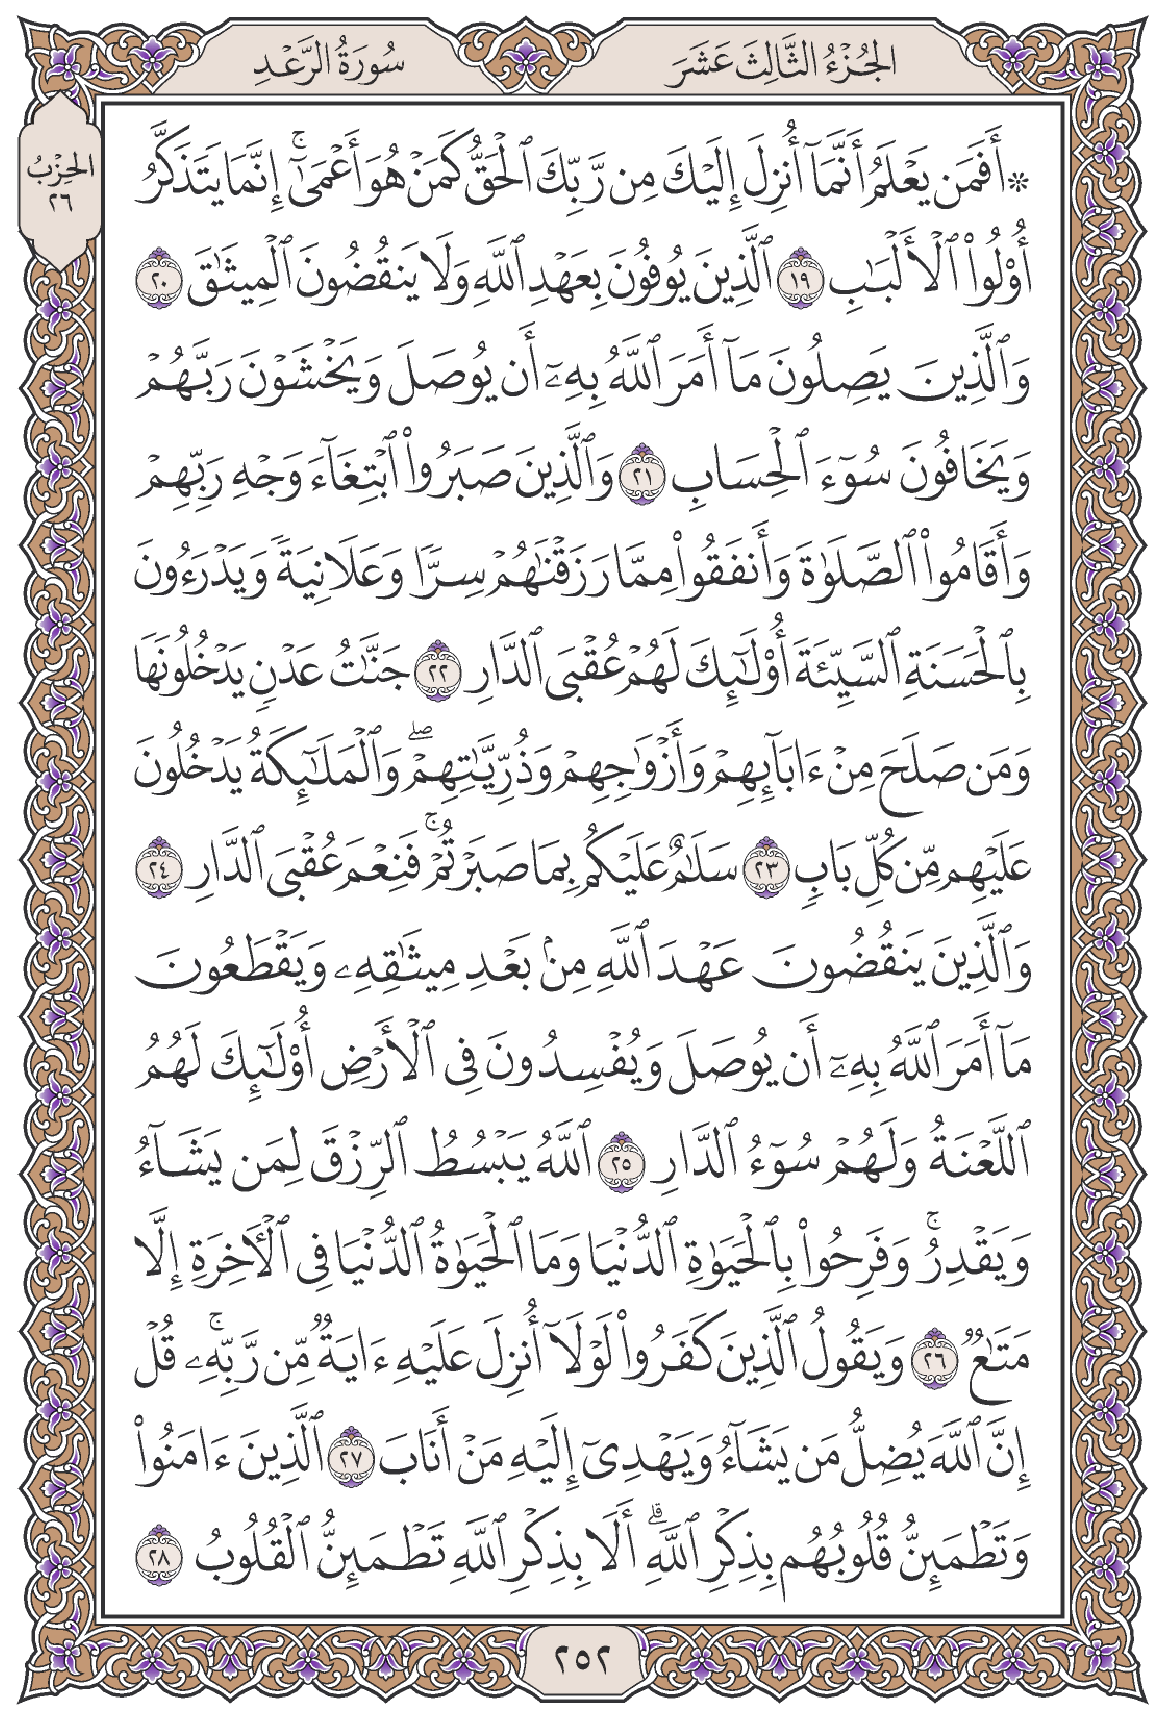 الجُزْءُ الثَّالِثَ عَشَرَ
سُورَةُ الرَّعْدِ
الحِزْبُ
٢٦
۞ أَفَمَن يَعْلَمُ أَنَّمَآ أُنزِلَ إِلَيْكَ مِن رَّبِّكَ ٱلْحَقُّ كَمَنْ هُوَ أَعْمَىٰٓۚ إِنَّمَا يَتَذَكَّرُ
أُو۟لُوا۟ ٱلْأَلْبَـٰبِ ١٩ ٱلَّذِينَ يُوفُونَ بِعَهْدِ ٱللَّهِ وَلَا يَنقُضُونَ ٱلْمِيثَـٰقَ ٢٠
وَٱلَّذِينَ يَصِلُونَ مَآ أَمَرَ ٱللَّهُ بِهِۦٓ أَن يُوصَلَ وَيَخْشَوْنَ رَبَّهُمْ
وَيَخَافُونَ سُوٓءَ ٱلْحِسَابِ ٢١ وَٱلَّذِينَ صَبَرُوا۟ ٱبْتِغَآءَ وَجْهِ رَبِّهِمْ
وَأَقَامُوا۟ ٱلصَّلَوٰةَ وَأَنفَقُوا۟ مِمَّا رَزَقْنَـٰهُمْ سِرًّا وَعَلَانِيَةً وَيَدْرَءُونَ
بِٱلْحَسَنَةِ ٱلسَّيِّئَةَ أُو۟لَـٰٓئِكَ لَهُمْ عُقْبَى ٱلدَّارِ ٢٢ جَنَّـٰتُ عَدْنٍ يَدْخُلُونَهَا
وَمَن صَلَحَ مِنْ ءَابَآئِهِمْ وَأَزْوَٰجِهِمْ وَذُرِّيَّـٰتِهِمْۖ وَٱلْمَلَـٰٓئِكَةُ يَدْخُلُونَ
عَلَيْهِم مِّن كُلِّ بَابٍ ٢٣ سَلَـٰمٌ عَلَيْكُم بِمَا صَبَرْتُمْۚ فَنِعْمَ عُقْبَى ٱلدَّارِ ٢٤
وَٱلَّذِينَ يَنقُضُونَ عَهْدَ ٱللَّهِ مِنۢ بَعْدِ مِيثَـٰقِهِۦ وَيَقْطَعُونَ
مَآ أَمَرَ ٱللَّهُ بِهِۦٓ أَن يُوصَلَ وَيُفْسِدُونَ فِى ٱلْأَرْضِ أُو۟لَـٰٓئِكَ لَهُمُ
ٱللَّعْنَةُ وَلَهُمْ سُوٓءُ ٱلدَّارِ ٢٥ ٱللَّهُ يَبْسُطُ ٱلرِّزْقَ لِمَن يَشَآءُ
وَيَقْدِرُۚ وَفَرِحُوا۟ بِٱلْحَيَوٰةِ ٱلدُّنْيَا وَمَا ٱلْحَيَوٰةُ ٱلدُّنْيَا فِى ٱلْـَٔاخِرَةِ إِلَّا
مَتَـٰعٌ ٢٦ وَيَقُولُ ٱلَّذِينَ كَفَرُوا۟ لَوْلَآ أُنزِلَ عَلَيْهِ ءَايَةٌ مِّن رَّبِّهِۦۚ قُلْ
إِنَّ ٱللَّهَ يُضِلُّ مَن يَشَآءُ وَيَهْدِىٓ إِلَيْهِ مَنْ أَنَابَ ٢٧ ٱلَّذِينَ ءَامَنُوا۟
وَتَطْمَئِنُّ قُلُوبُهُم بِذِكْرِ ٱللَّهِۗ أَلَا بِذِكْرِ ٱللَّهِ تَطْمَئِنُّ ٱلْقُلُوبُ ٢٨
٢٥٢